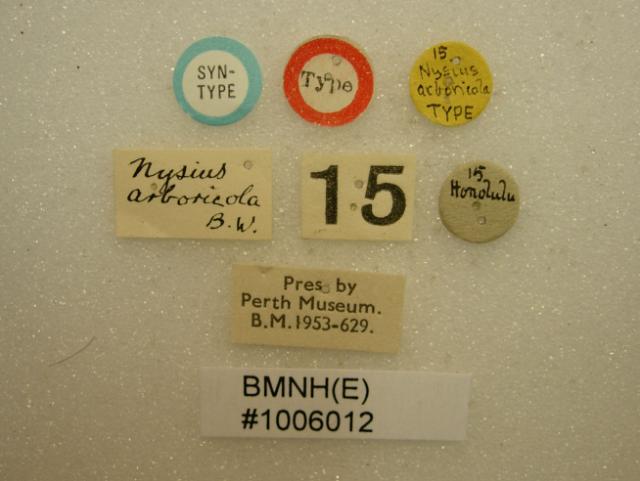 SYN-
TYPE
Type
15
Nysius
arboricola
TYPE
Nysius
arboricola
B.W.
15
15
Honolulu
Pres. by
Perth Museum.
B.M.1953-629.
BMNH(E)
#1006012